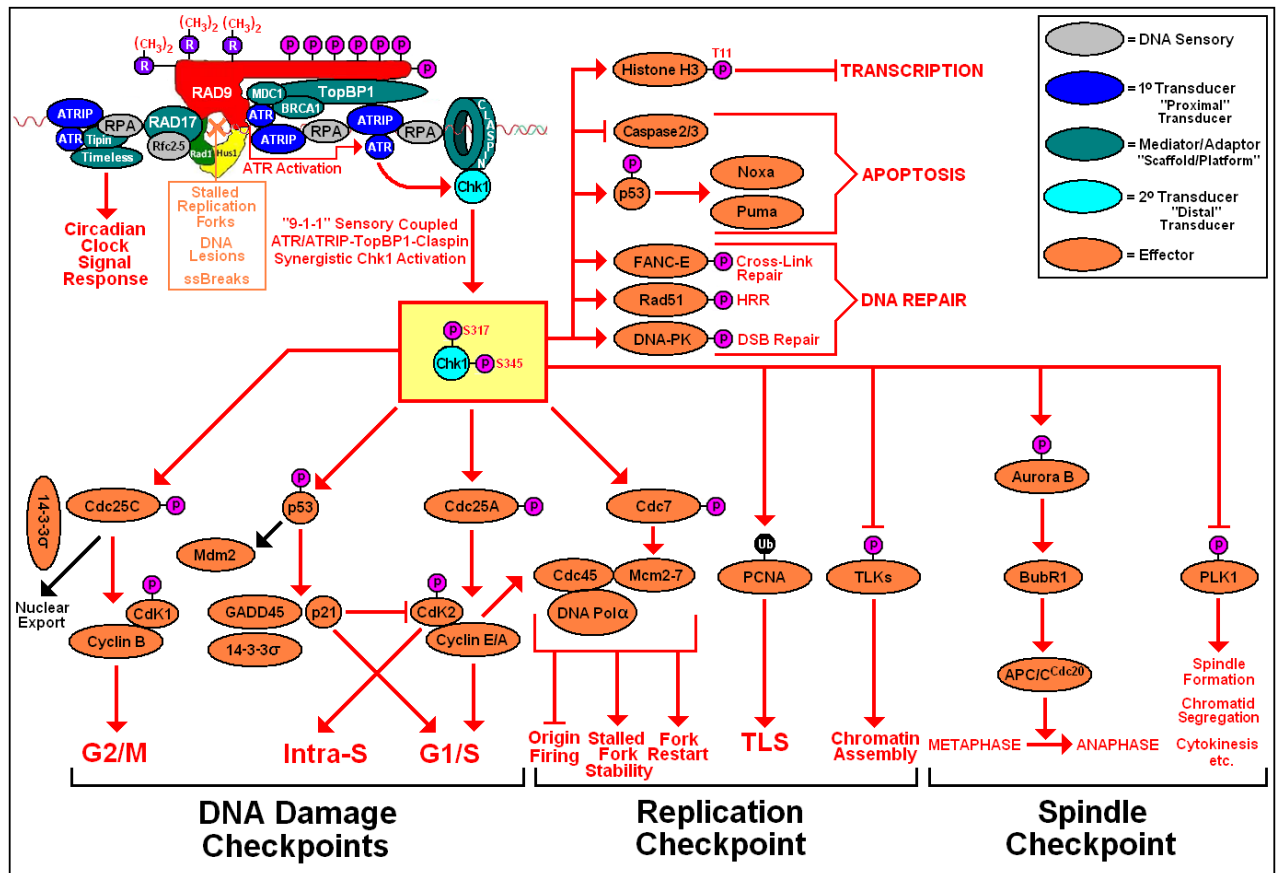 (CH₃)₂
(CH₃)₂
(CH₃)₂
R
R
R
P
P
P
P
P
P
P
RAD9
MDC1
TopBP1
BRCA1
ATR
ATRIP
ATRIP
ATR
Tipin
Timeless
RPA
RAD17
Rfc2-5
Rad1
Hus1
X
ATRIP
RPA
RPA
ATR
CLASPIN
Chk1
ATR Activation
Circadian
Clock
Signal
Response
Stalled
Replication
Forks
DNA
Lesions
ssBreaks
"9-1-1" Sensory Coupled
ATR/ATRIP-TopBP1-Claspin
Synergistic Chk1 Activation
Histone H3
P
T11
TRANSCRIPTION
Caspase2/3
P
p53
Noxa
Puma
APOPTOSIS
FANC-E
P
Cross-Link
Repair
Rad51
P
HRR
DNA-PK
P
DSB Repair
DNA REPAIR
= DNA Sensory
= 1º Transducer
"Proximal"
Transducer
= Mediator/Adaptor
"Scaffold/Platform"
= 2º Transducer
"Distal"
Transducer
= Effector
P
S317
Chk1
P
S345
14-3-3σ
Cdc25C
P
Nuclear
Export
P
CdK1
Cyclin B
G2/M
P
p53
Mdm2
GADD45
p21
14-3-3σ
Intra-S
Cdc25A
P
P
CdK2
Cyclin E/A
G1/S
Cdc7
P
Cdc45
Mcm2-7
DNA Polα
Origin
Firing
Stalled
Fork
Stability
Fork
Restart
Ub
PCNA
TLS
P
TLKs
Chromatin
Assembly
P
Aurora B
BubR1
APC/C^Cdc20
METAPHASE
ANAPHASE
P
PLK1
Spindle
Formation
Chromatid
Segregation
Cytokinesis
etc.
DNA Damage
Checkpoints
Replication
Checkpoint
Spindle
Checkpoint